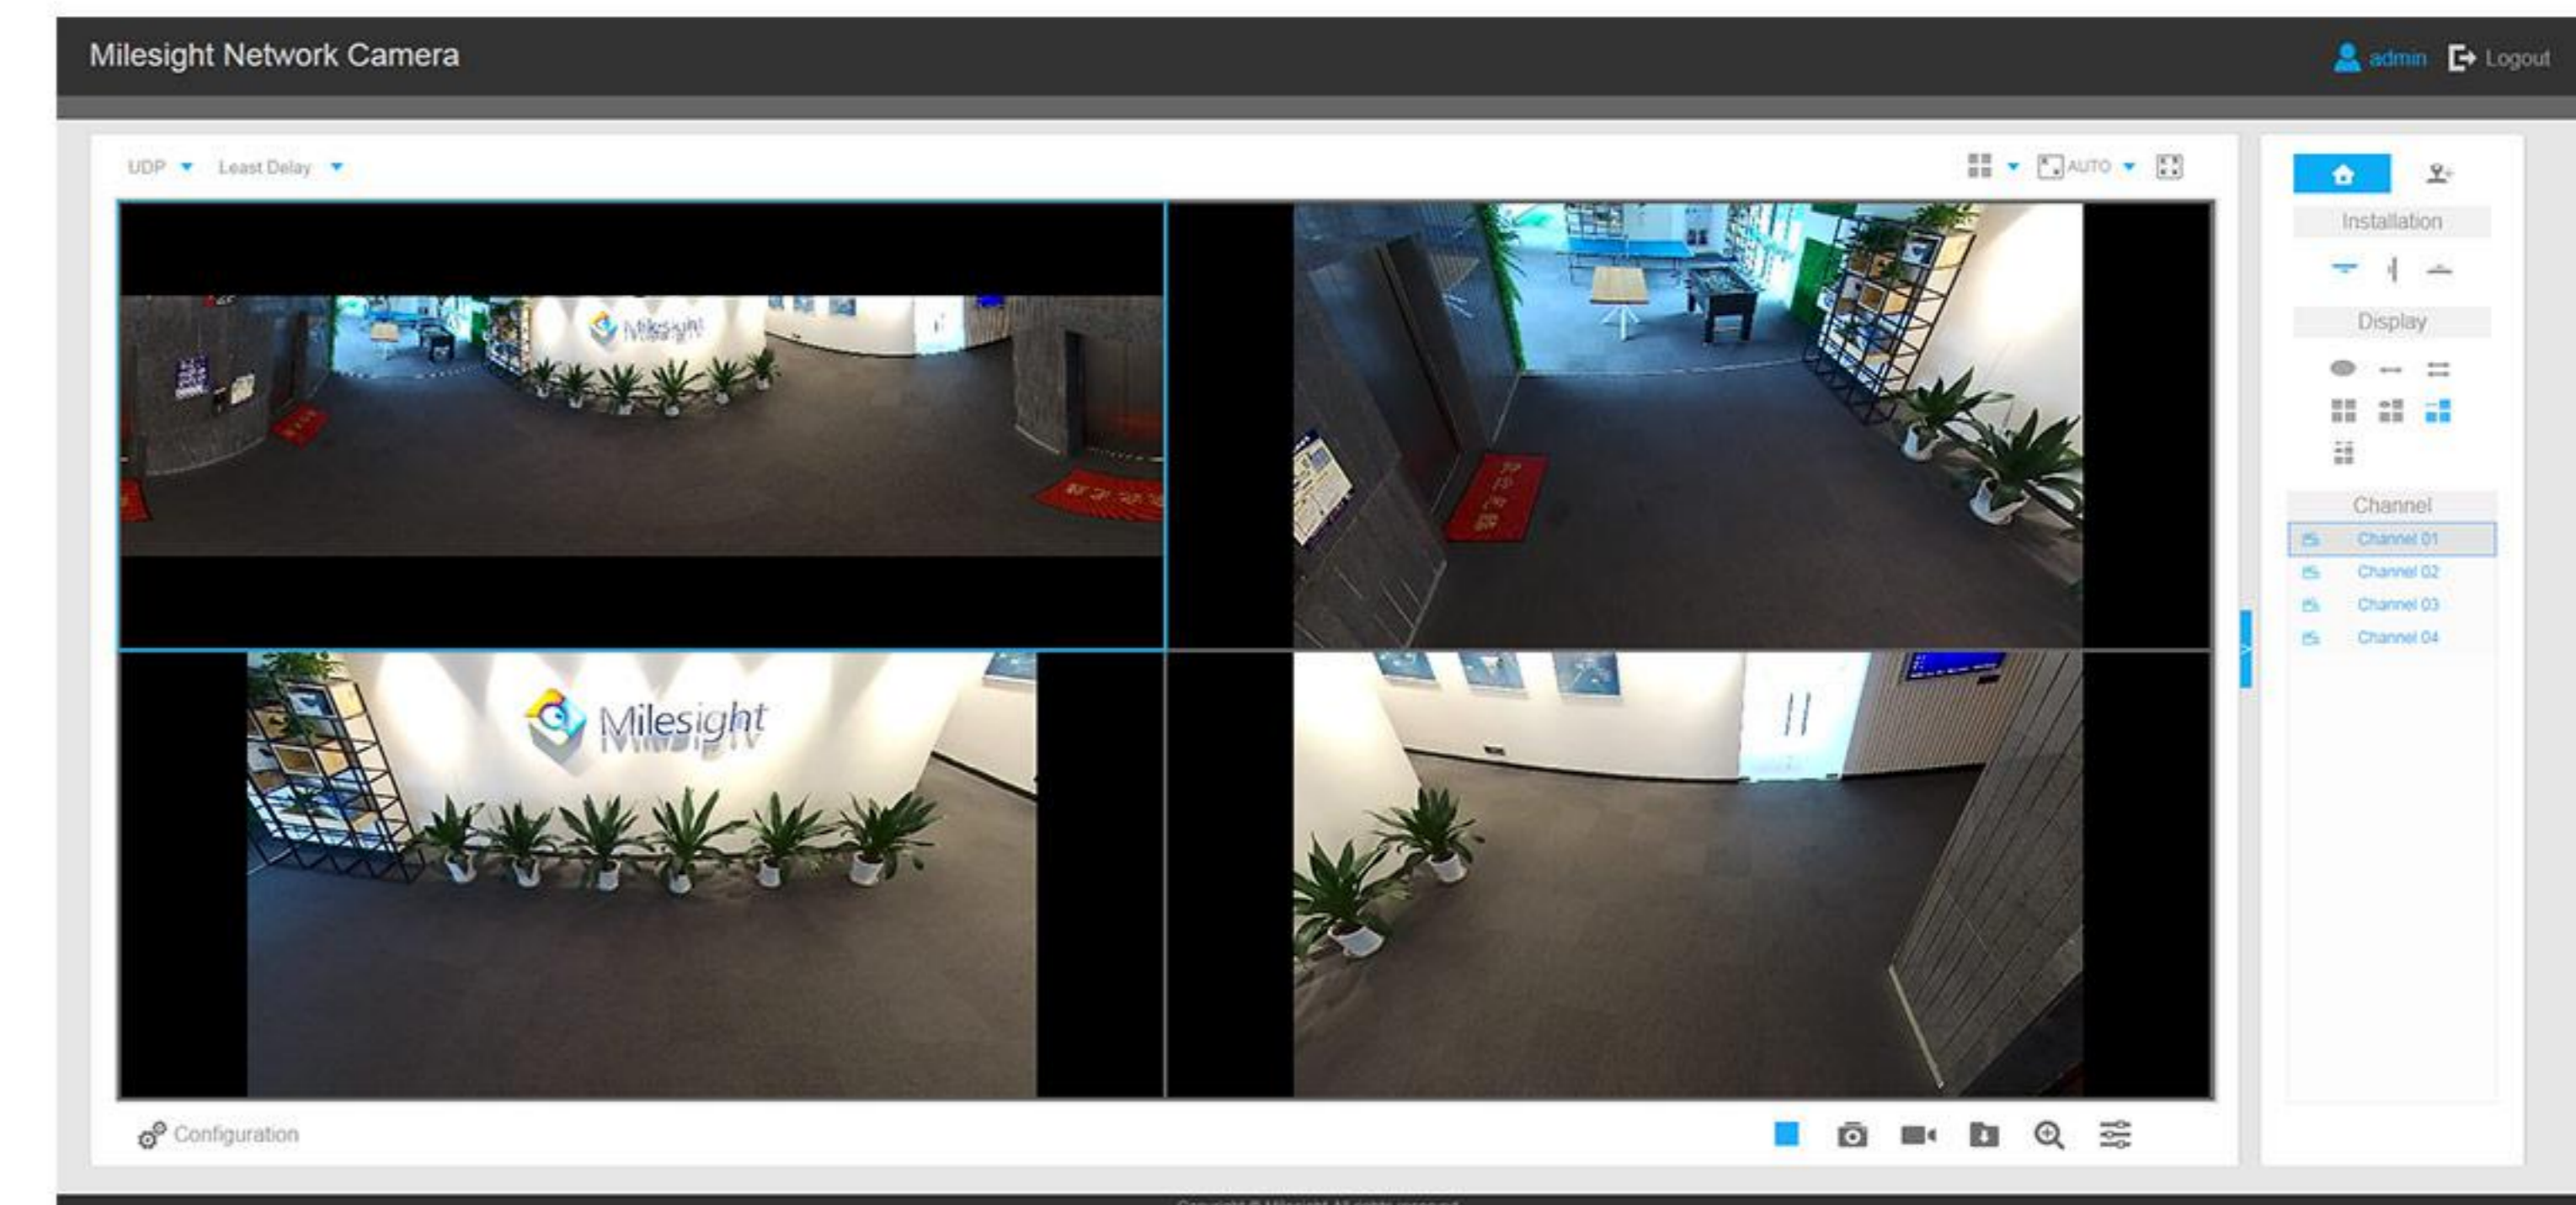 Milesight Network Camera
admin
Logout
UDP
Least Delay
AUTO
Milesight
Milesight
Installation
Display
Channel
Channel 01
Channel 02
Channel 03
Channel 04
Configuration